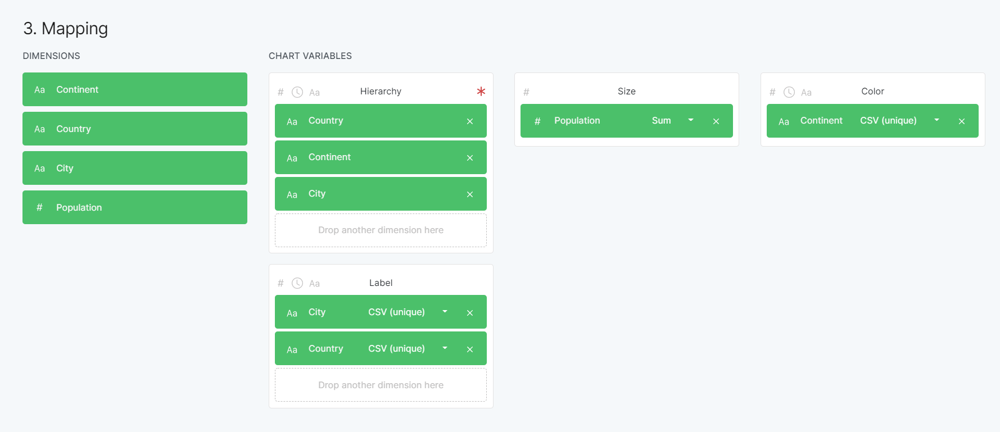 3. Mapping
DIMENSIONS
Aa Continent
Aa Country
Aa City
# Population
CHART VARIABLES
# Aa Hierarchy *
Aa Country ×
Aa Continent ×
Aa City ×
Drop another dimension here
# Aa Label
Aa City CSV (unique) ×
Aa Country CSV (unique) ×
Drop another dimension here
# Size
# Population Sum ×
# Aa Color
Aa Continent CSV (unique) ×